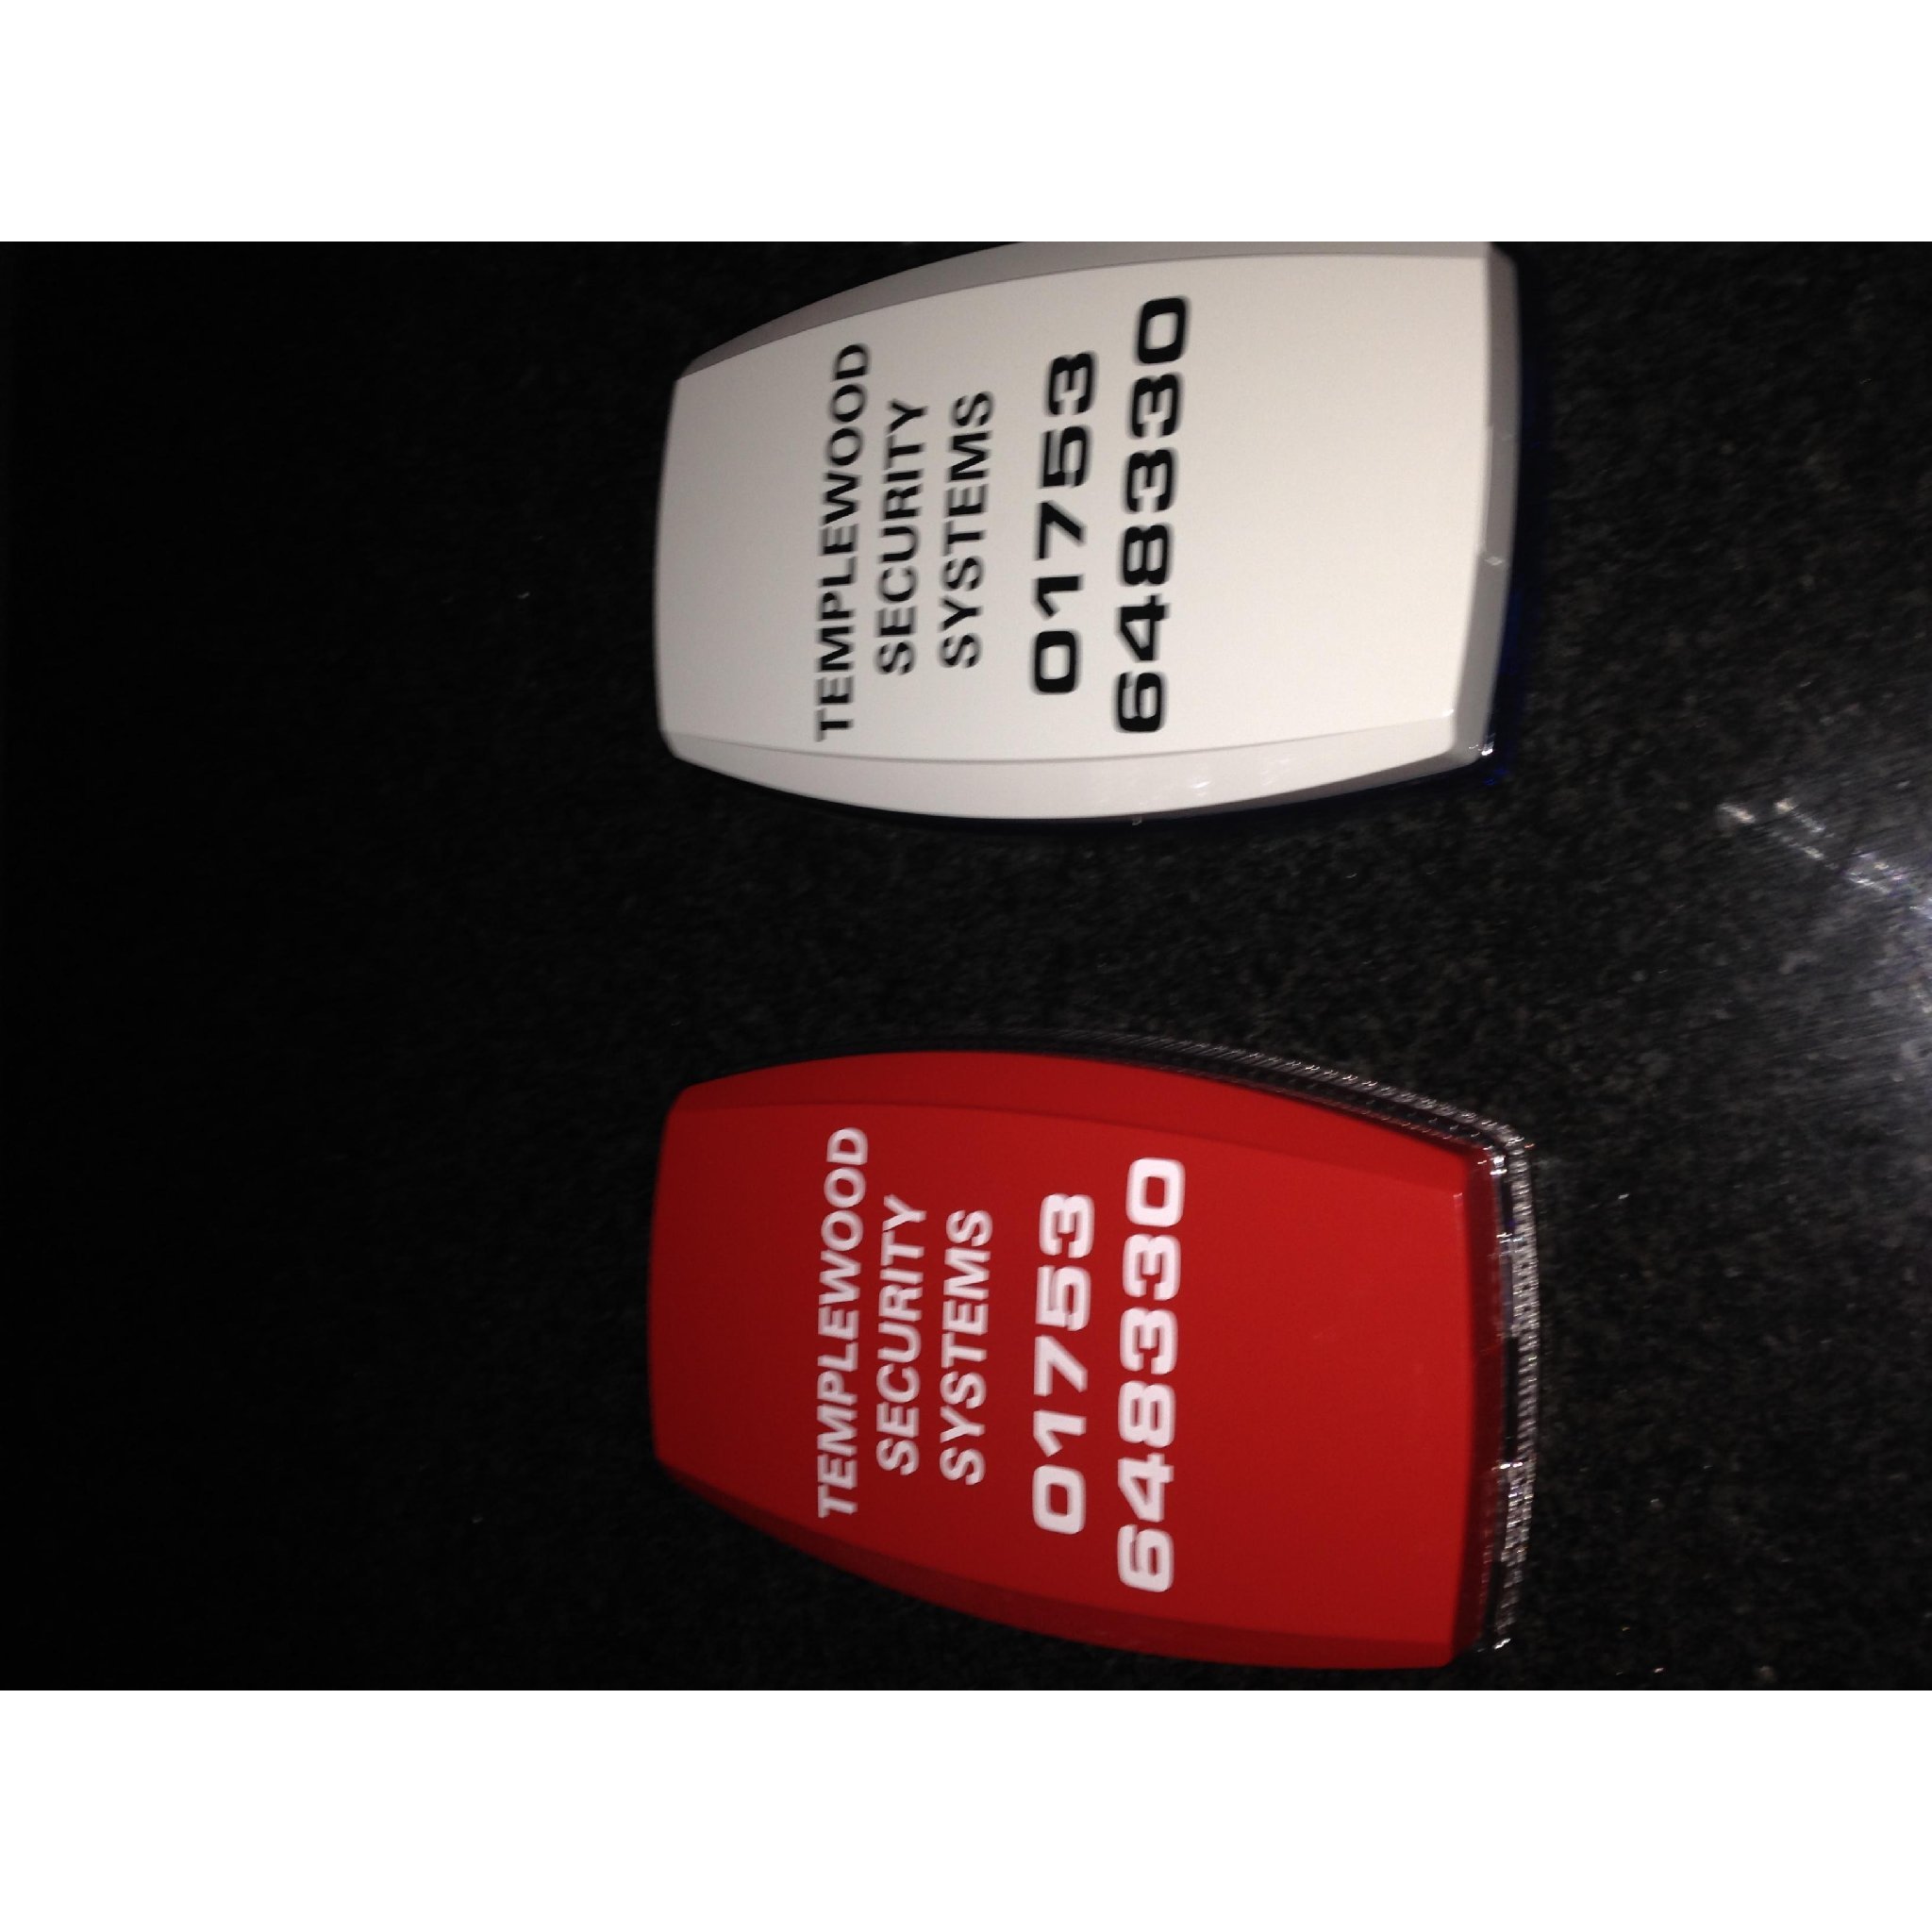 TEMPLEWOOD
SECURITY
SYSTEMS
01753
648330
TEMPLEWOOD
SECURITY
SYSTEMS
01753
648330